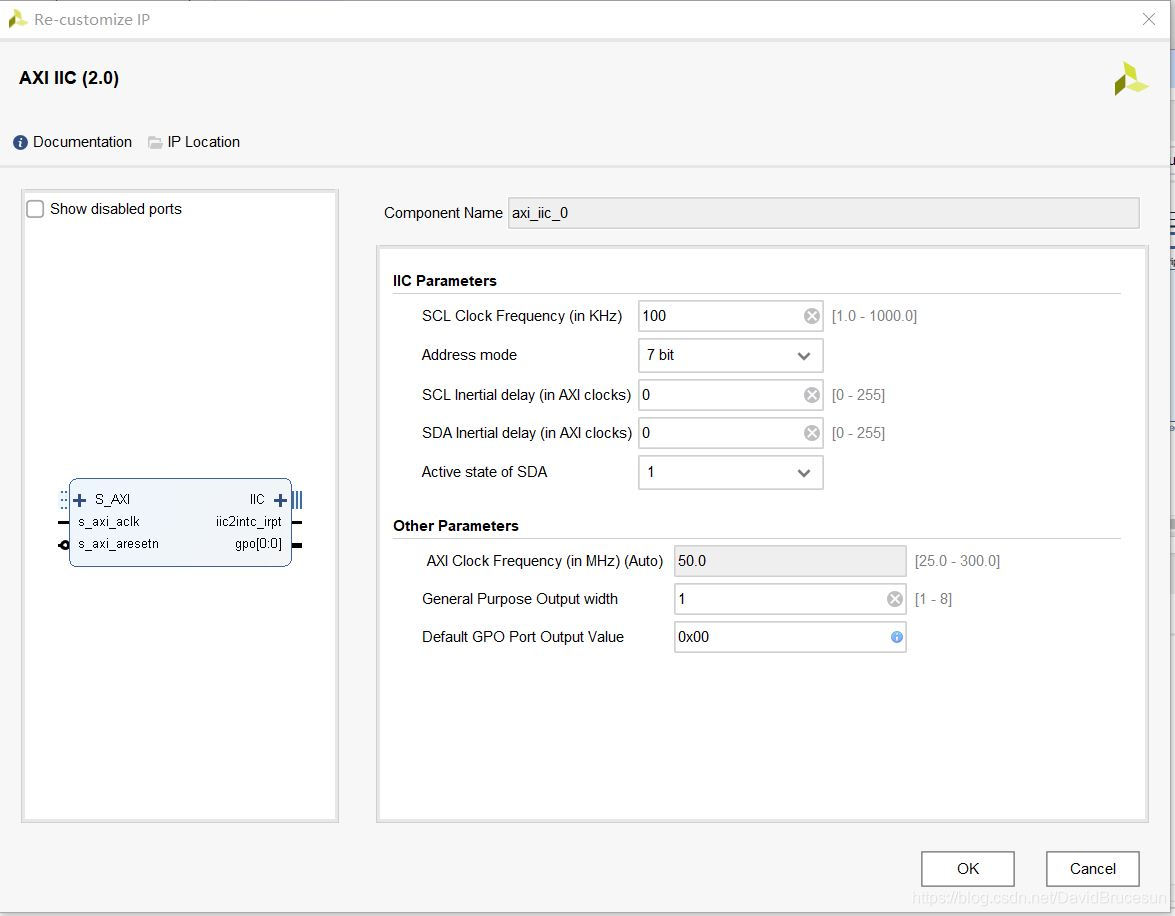 Re-customize IP
AXI IIC (2.0)
Documentation IP Location
Show disabled ports
S_AXI IIC
s_axi_aclk iic2intc_irpt
s_axi_aresetn gpo[0:0]
Component Name axi_iic_0
IIC Parameters
SCL Clock Frequency (in KHz) 100 [1.0 - 1000.0]
Address mode 7 bit
SCL Inertial delay (in AXI clocks) 0 [0 - 255]
SDA Inertial delay (in AXI clocks) 0 [0 - 255]
Active state of SDA 1
Other Parameters
AXI Clock Frequency (in MHz) (Auto) 50.0 [25.0 - 300.0]
General Purpose Output width 1 [1 - 8]
Default GPO Port Output Value 0x00
OK Cancel
https://blog.csdn.net/DavidBrucesun